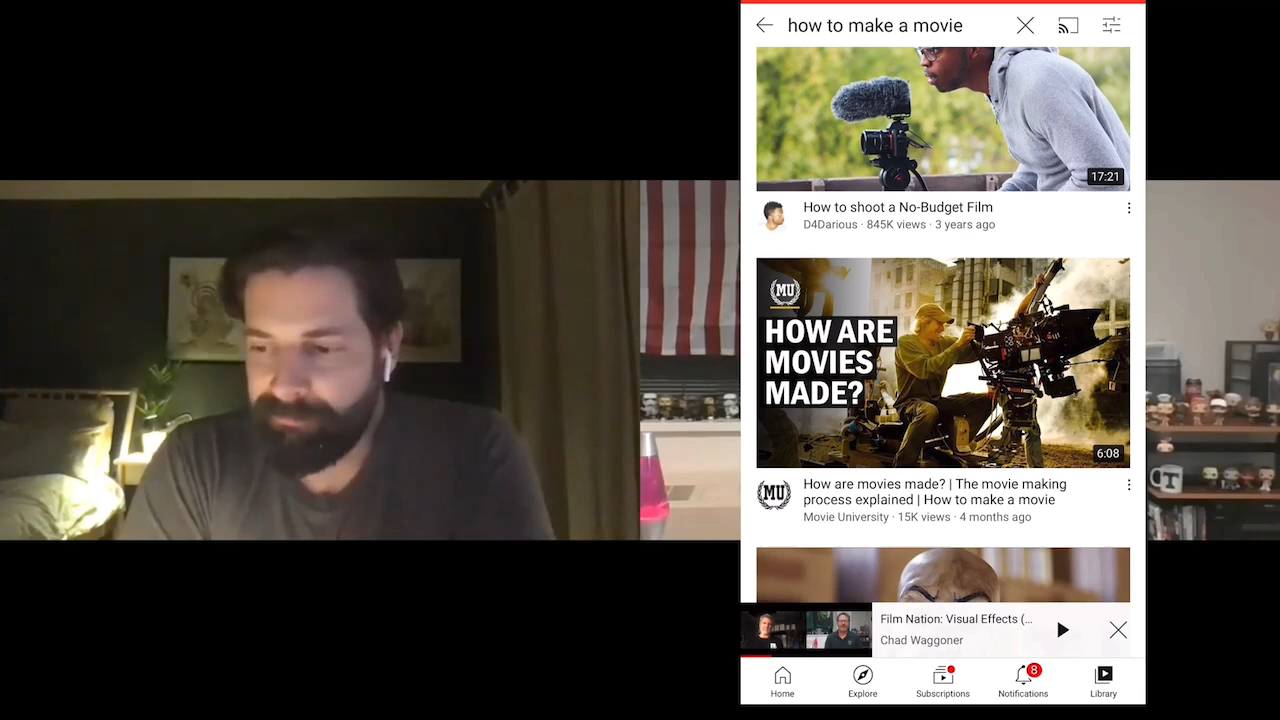 how to make a movie
17:21
How to shoot a No-Budget Film
D4Darious · 845K views · 3 years ago
MU
HOW ARE
MOVIES
MADE?
6:08
MU
How are movies made? | The movie making
process explained | How to make a movie
Movie University · 15K views · 4 months ago
T
Film Nation: Visual Effects (...
Chad Waggoner
8
Home
Explore
Subscriptions
Notifications
Library